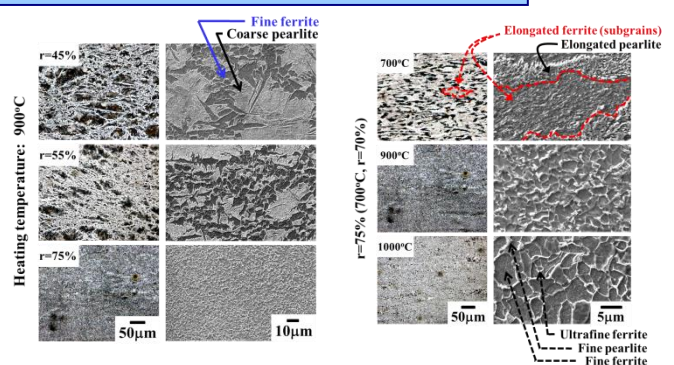 Fine ferrite
Coarse pearlite
Heating temperature: 900°C
r=45%
r=55%
r=75%
50μm
10μm
Elongated ferrite (subgrains)
Elongated pearlite
r=75% (700°C, r=70%)
700°C
900°C
1000°C
50μm
5μm
Ultrafine ferrite
Fine pearlite
Fine ferrite